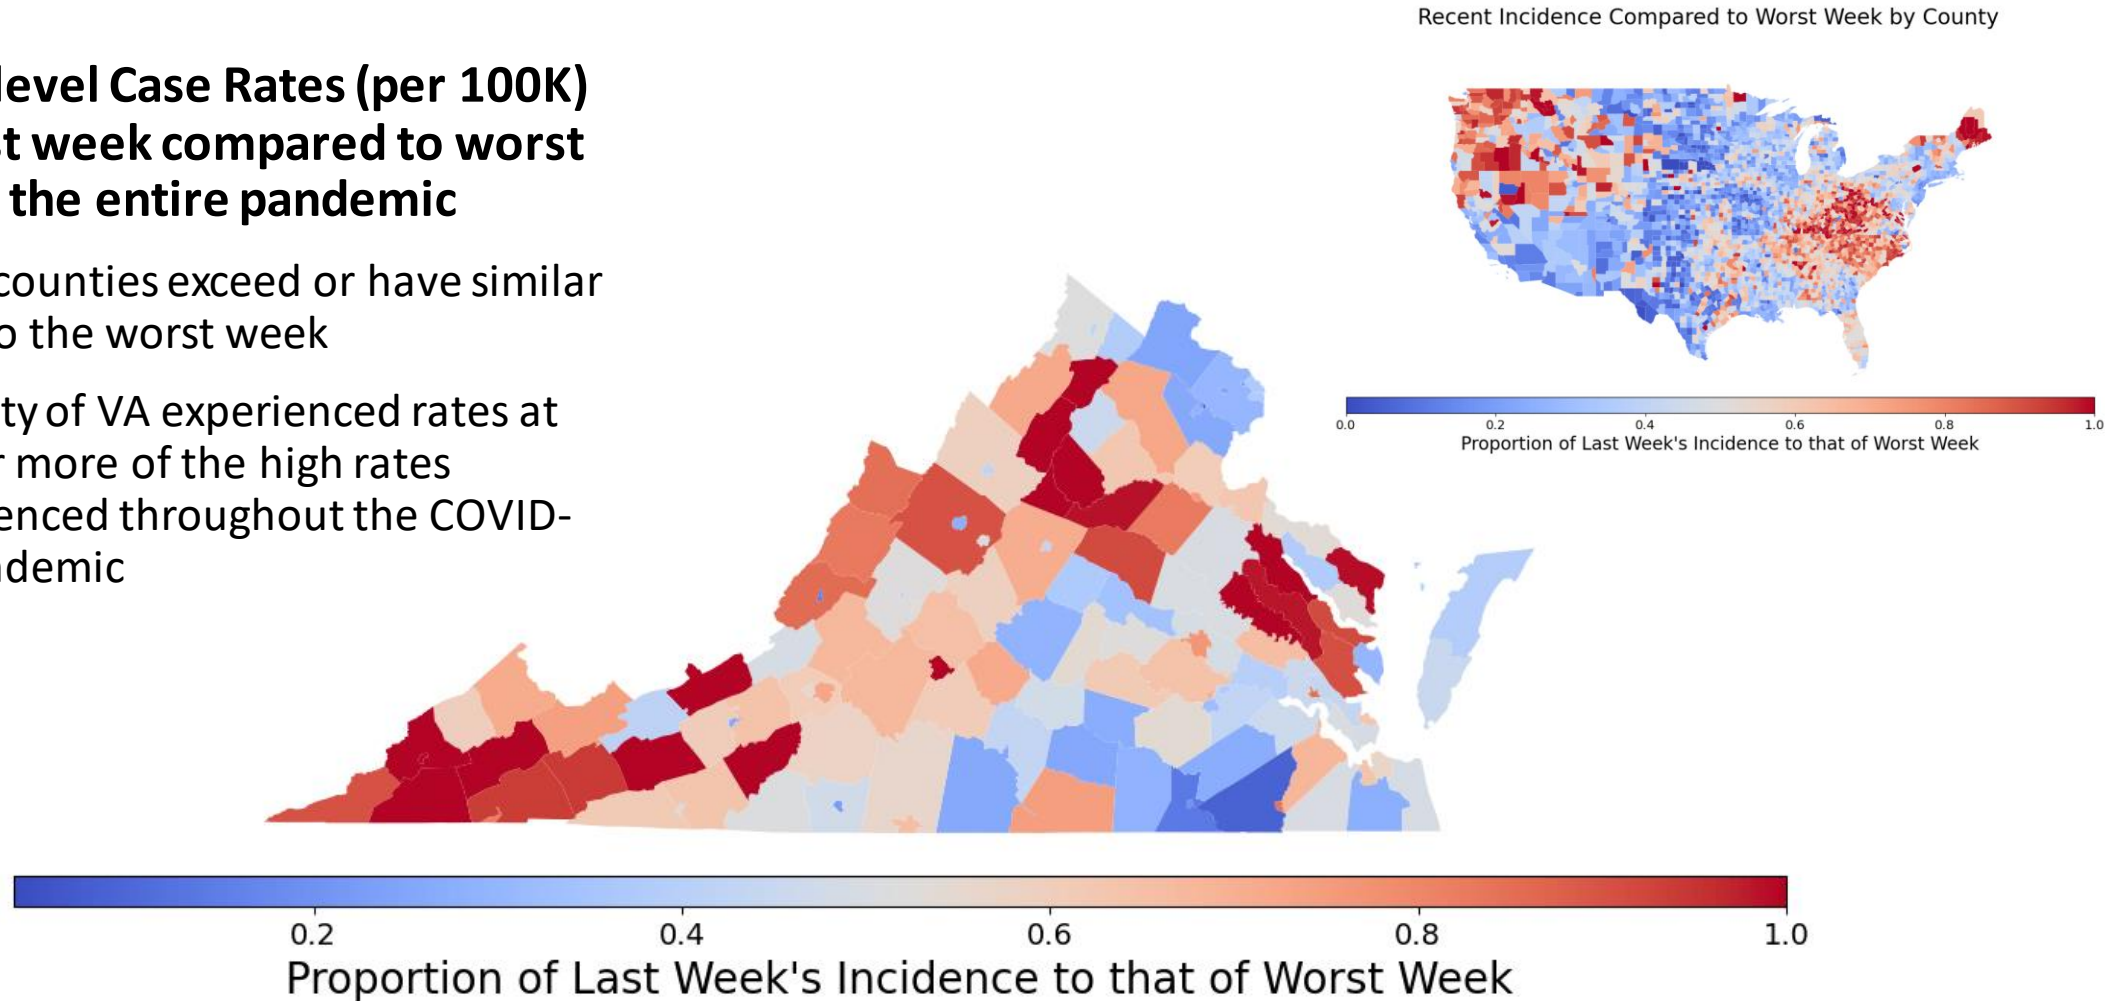 level Case Rates (per 100K)
st week compared to worst
the entire pandemic
counties exceed or have similar
o the worst week
ty of VA experienced rates at
r more of the high rates
enced throughout the COVID-
demic
Recent Incidence Compared to Worst Week by County
0.0 0.2 0.4 0.6 0.8 1.0
Proportion of Last Week's Incidence to that of Worst Week
0.2 0.4 0.6 0.8 1.0
Proportion of Last Week's Incidence to that of Worst Week